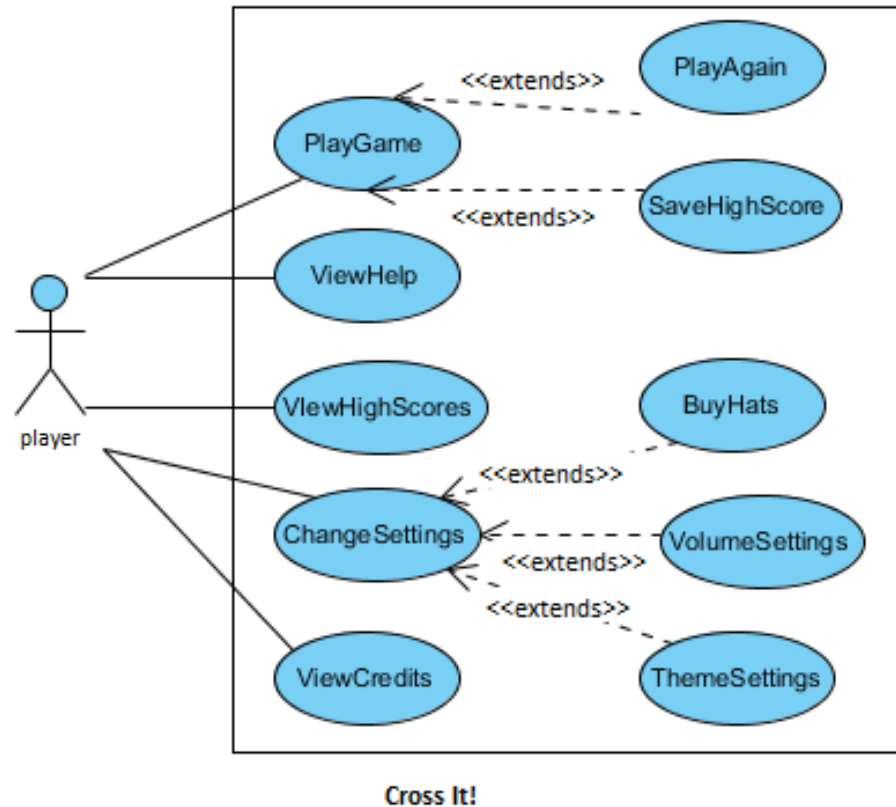 PlayAgain
<<extends>>
PlayGame
SaveHighScore
<<extends>>
ViewHelp
VIewHighScores
BuyHats
player
<<extends>>
ChangeSettings
VolumeSettings
<<extends>>
<<extends>>
ViewCredits
ThemeSettings
Cross It!